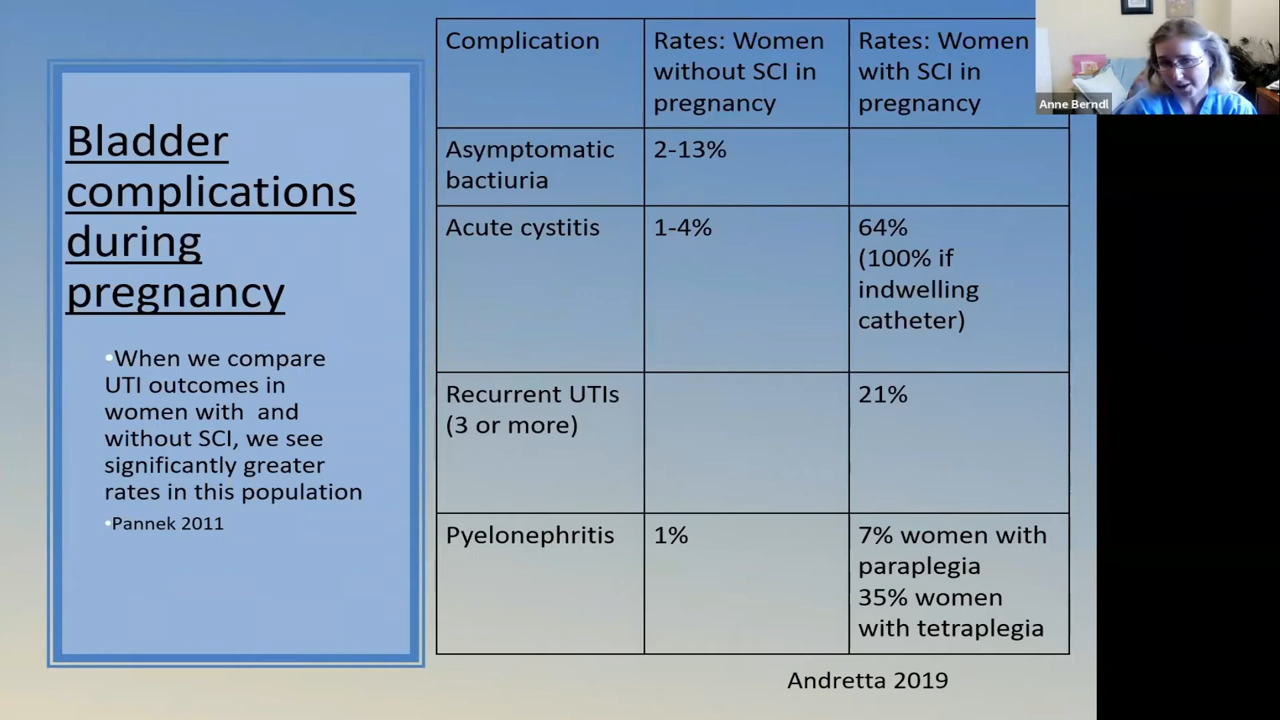 Bladder
complications
during
pregnancy
•When we compare
UTI outcomes in
women with and
without SCI, we see
significantly greater
rates in this population
•Pannek 2011
Complication
Rates: Women
without SCI in
pregnancy
Rates: Women
with SCI in
pregnancy
Asymptomatic
bactiuria
2-13%
Acute cystitis
1-4%
64%
(100% if
indwelling
catheter)
Recurrent UTIs
(3 or more)
21%
Pyelonephritis
1%
7% women with
paraplegia
35% women
with tetraplegia
Andretta 2019
Anne Berndl